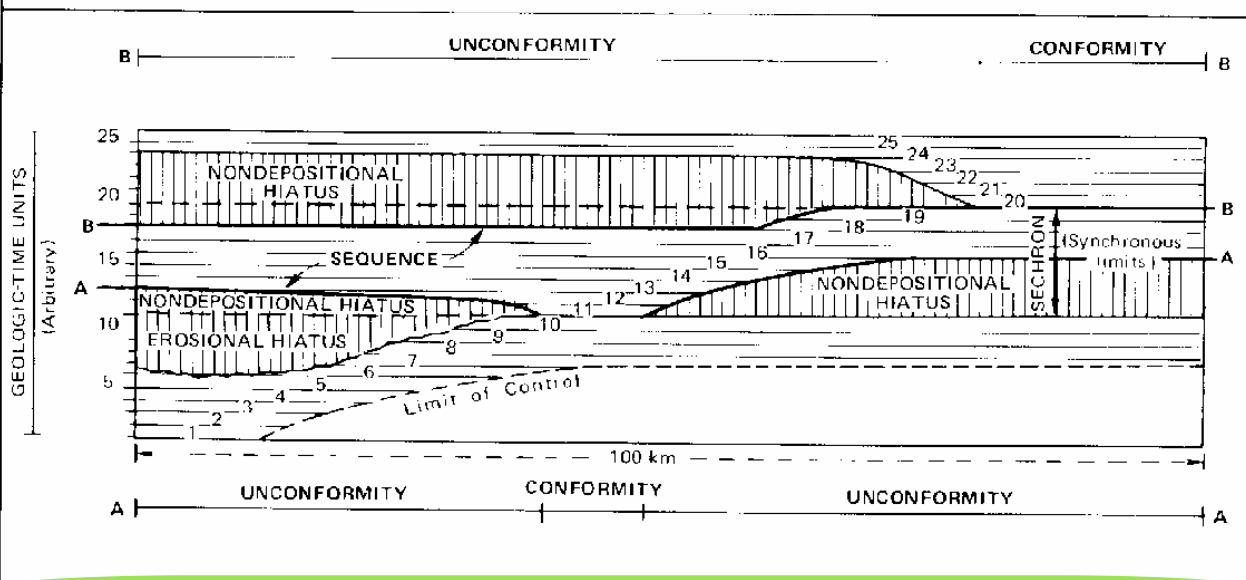 UNCONFORMITY
CONFORMITY
B
B
GEOLOGIC-TIME UNITS
(Arbitrary)
25
20
15
10
5
NONDEPOSITIONAL
HIATUS
25
24
23
22
21
20
19
18
17
16
15
14
13
12
11
10
9
8
7
6
5
4
3
2
1
B
B
SEQUENCE
A
A
NONDEPOSITIONAL HIATUS
EROSIONAL HIATUS
NONDEPOSITIONAL
HIATUS
SECHRON
(Synchronous
limits)
Limit of Control
100 km
UNCONFORMITY
CONFORMITY
UNCONFORMITY
A
A